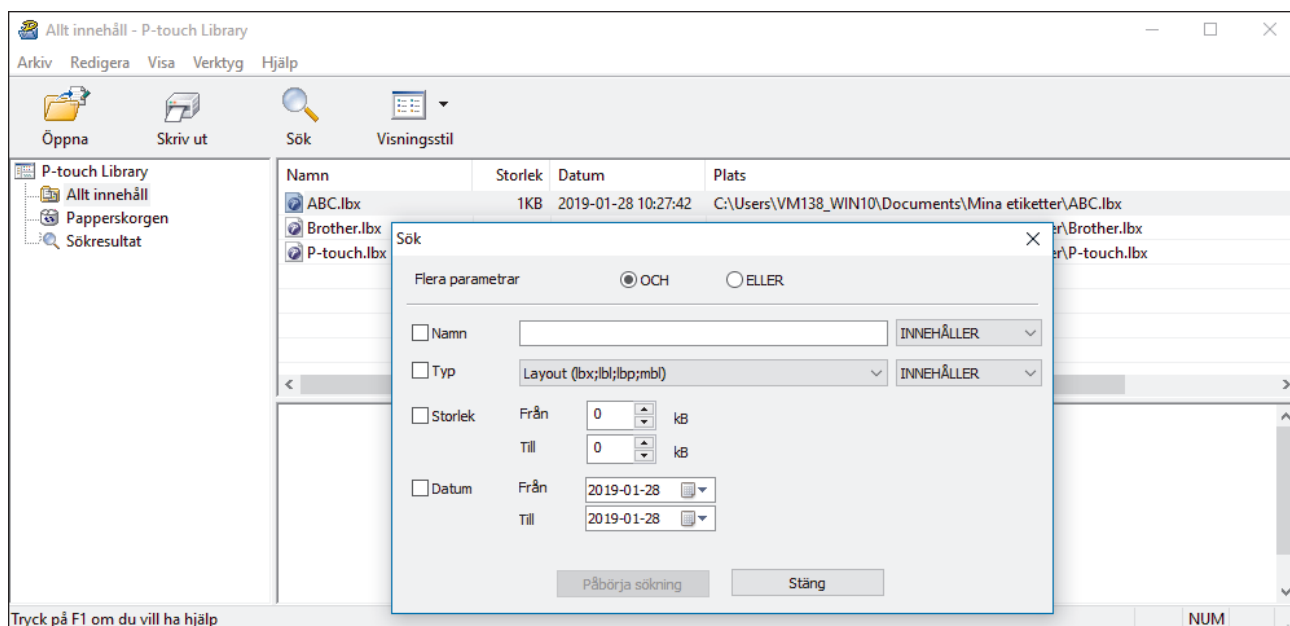 Allt innehåll - P-touch Library
Arkiv Redigera Visa Verktyg Hjälp
Öppna Skriv ut Sök Visningsstil
P-touch Library
Allt innehåll
Papperskorgen
Sökresultat
Namn Storlek Datum Plats
ABC.lbx 1KB 2019-01-28 10:27:42 C:\Users\VM138_WIN10\Documents\Mina etiketter\ABC.lbx
Brother.lbx er\Brother.lbx
P-touch.lbx er\P-touch.lbx
Sök
Flera parametrar OCH ELLER
Namn INNEHÅLLER
Typ Layout (lbx;lbl;lbp;mbl) INNEHÅLLER
Storlek Från 0 kB
Till 0 kB
Datum Från 2019-01-28
Till 2019-01-28
Påbörja sökning Stäng
Tryck på F1 om du vill ha hjälp NUM